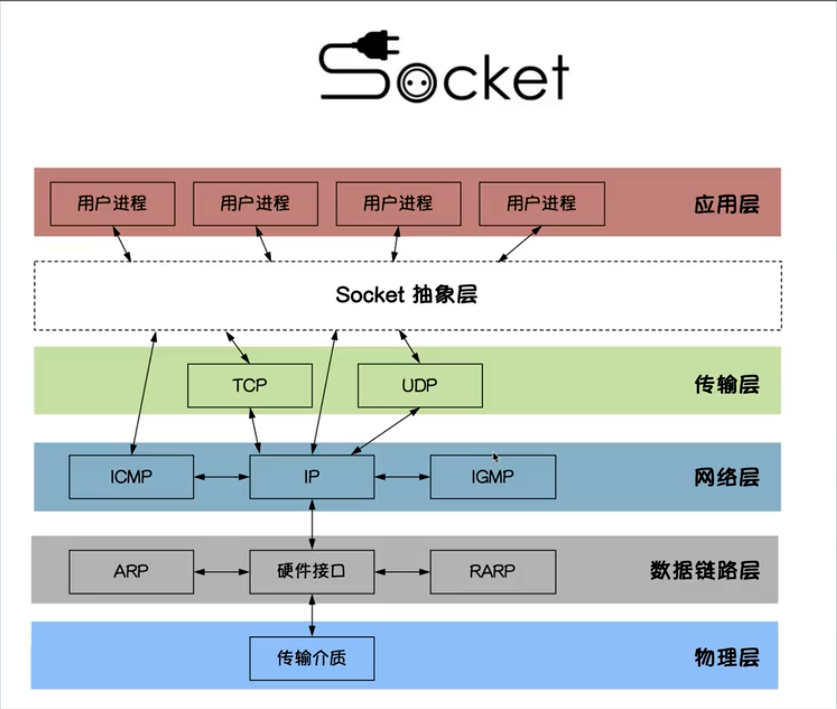 Socket
用户进程 用户进程 用户进程 用户进程 应用层
Socket 抽象层
TCP UDP 传输层
ICMP IP IGMP 网络层
ARP 硬件接口 RARP 数据链路层
传输介质 物理层